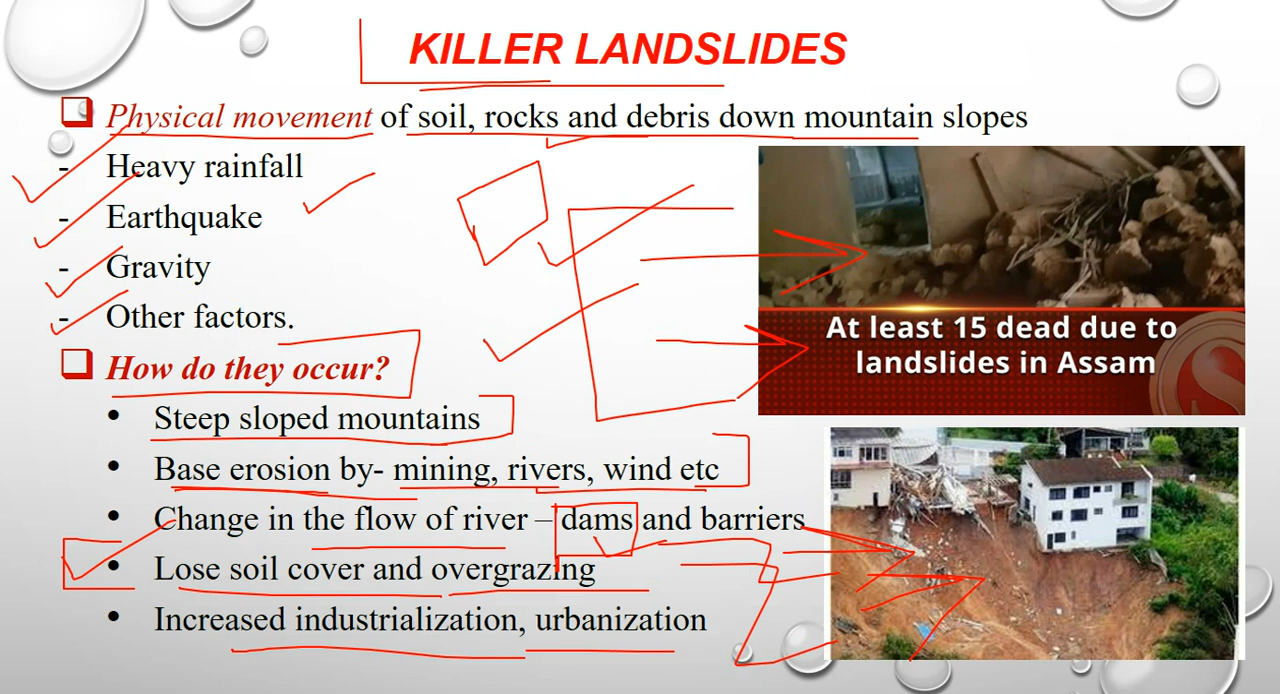 KILLER LANDSLIDES
Physical movement of soil, rocks and debris down mountain slopes
- Heavy rainfall
- Earthquake
- Gravity
- Other factors.
How do they occur?
• Steep sloped mountains
• Base erosion by- mining, rivers, wind etc
• Change in the flow of river – dams and barriers
• Lose soil cover and overgrazing
• Increased industrialization, urbanization
At least 15 dead due to
landslides in Assam